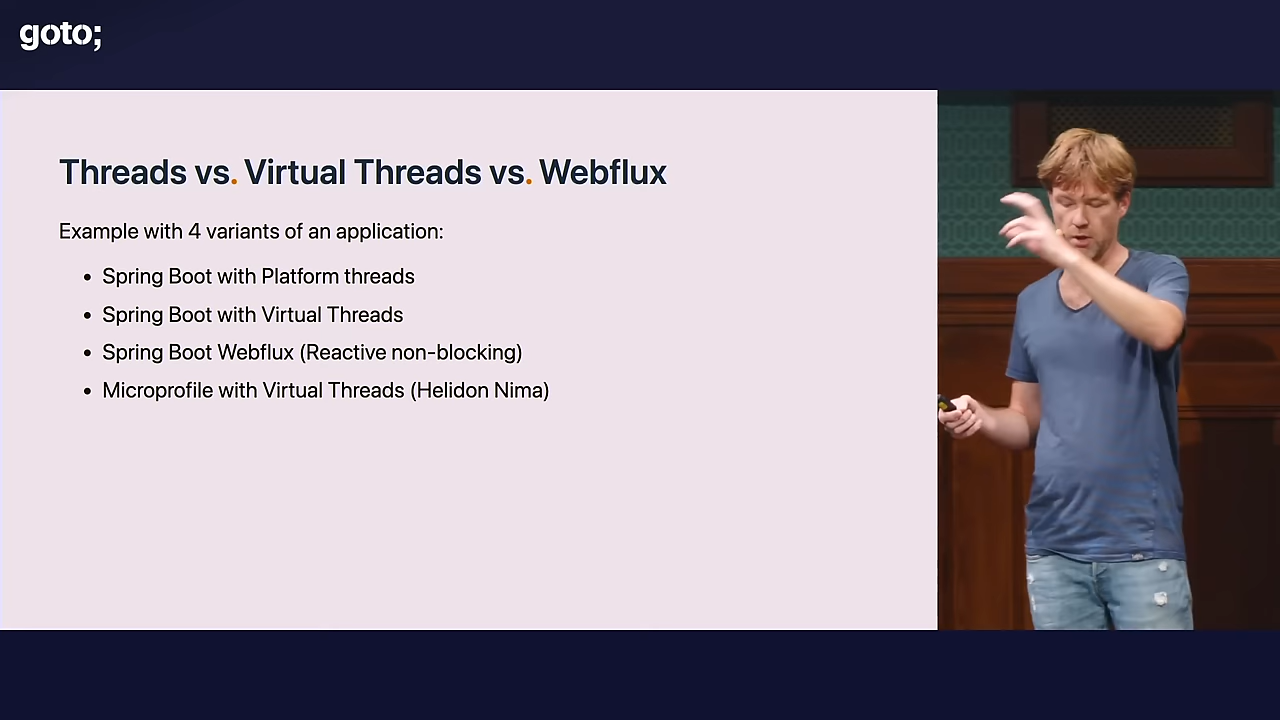 goto;
Threads vs. Virtual Threads vs. Webflux
Example with 4 variants of an application:
• Spring Boot with Platform threads
• Spring Boot with Virtual Threads
• Spring Boot Webflux (Reactive non-blocking)
• Microprofile with Virtual Threads (Helidon Nima)